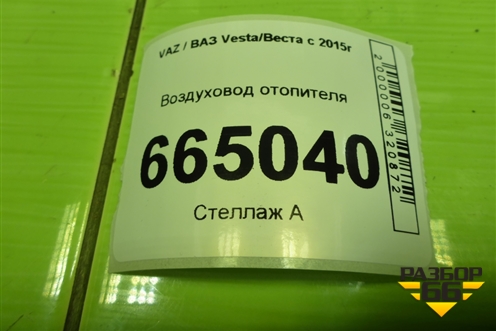 VAZ / ВАЗ Vesta/Веста с 2015г
Воздуховод отопителя
665040
Стеллаж А
2000006320872
РАЗБОР
66